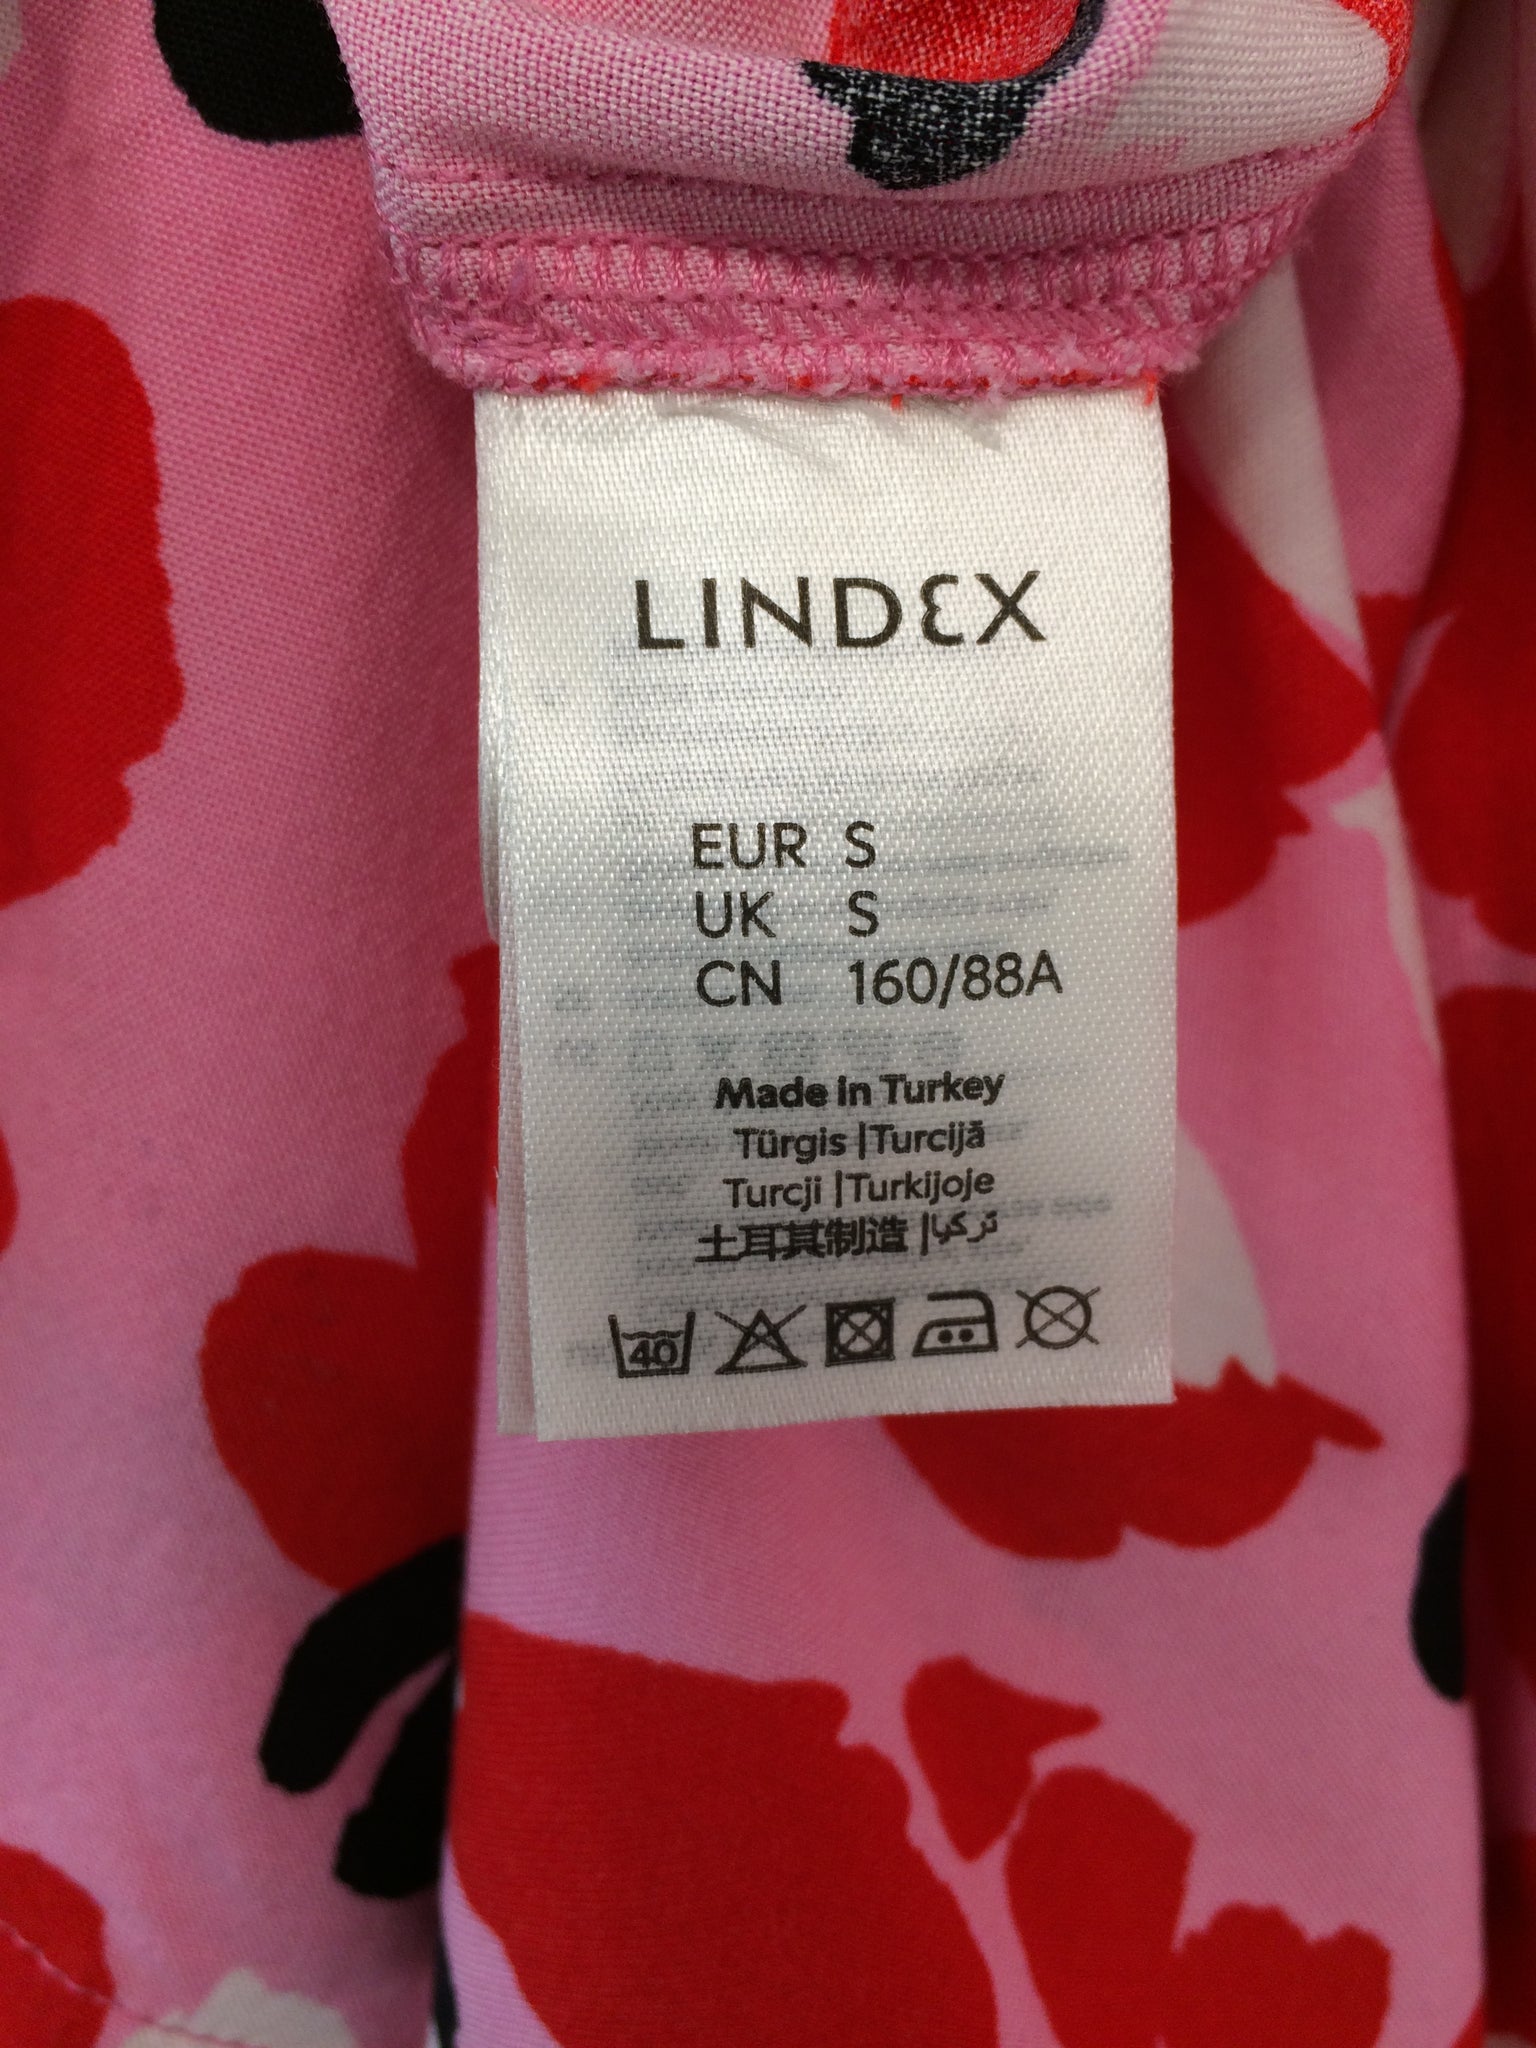 LINDEX
EUR S
UK S
CN 160/88A
Made in Turkey
Türgis | Turcijā
Turcji | Turkijoje
土耳其制造 | تركيا
40